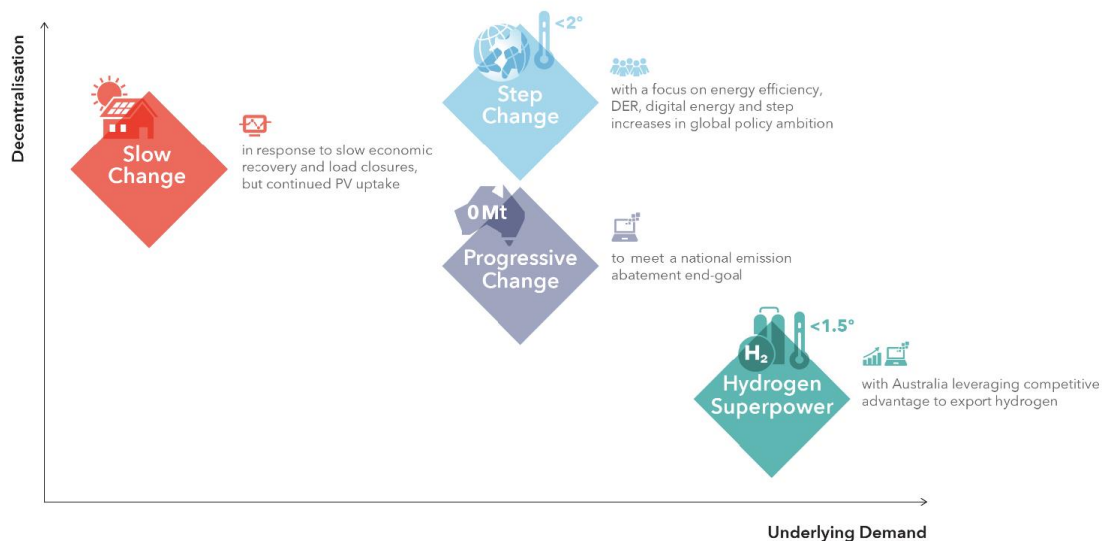 Decentralisation
Slow
Change
in response to slow economic
recovery and load closures,
but continued PV uptake
<2°
Step
Change
with a focus on energy efficiency,
DER, digital energy and step
increases in global policy ambition
0 Mt
Progressive
Change
to meet a national emission
abatement end-goal
<1.5°
H₂
Hydrogen
Superpower
with Australia leveraging competitive
advantage to export hydrogen
Underlying Demand